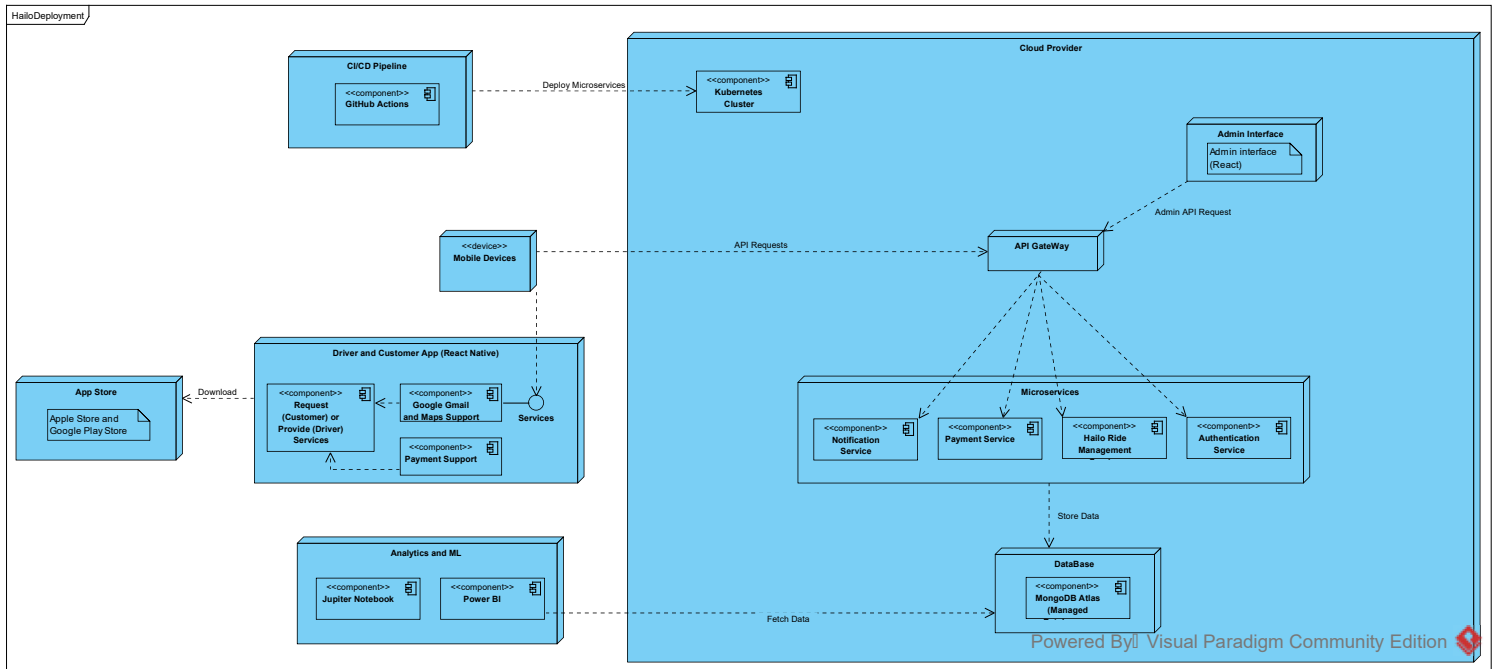 HailoDeployment
CI/CD Pipeline
<<component>>
GitHub Actions
Deploy Microservices
Cloud Provider
<<component>>
Kubernetes
Cluster
Admin Interface
Admin interface
(React)
Admin API Request
<<device>>
Mobile Devices
API Requests
API GateWay
Driver and Customer App (React Native)
<<component>>
Request
(Customer) or
Provide (Driver)
Services
<<component>>
Google Gmail
and Maps Support
Services
<<component>>
Payment Support
App Store
Apple Store and
Google Play Store
Download
Microservices
<<component>>
Notification
Service
<<component>>
Payment Service
<<component>>
Hailo Ride
Management
<<component>>
Authentication
Service
Store Data
Analytics and ML
<<component>>
Jupiter Notebook
<<component>>
Power BI
Fetch Data
DataBase
<<component>>
MongoDB Atlas
(Managed
Powered By Visual Paradigm Community Edition